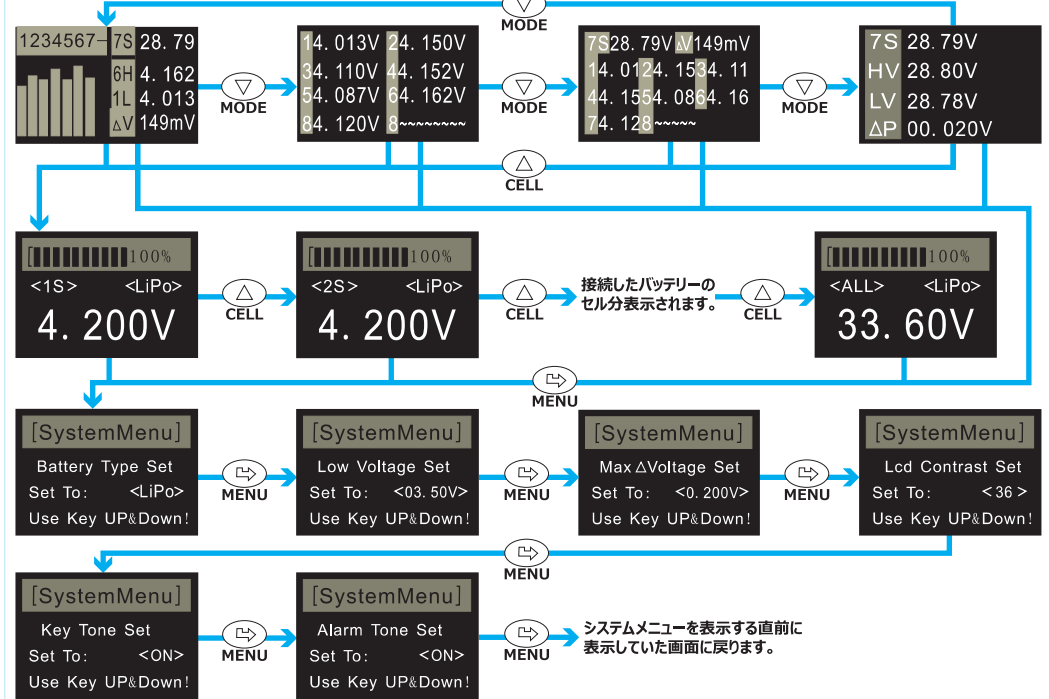 MODE
1234567- 7S 28.79
6H 4.162
1L 4.013
ΔV 149mV
MODE
14.013V 24.150V
34.110V 44.152V
54.087V 64.162V
84.120V 8~~~~~~~~
MODE
7S28.79V ΔV149mV
14.0124.1534.11
44.1554.0864.16
74.128~~~~~
MODE
7S 28.79V
HV 28.80V
LV 28.78V
ΔP 00.020V
CELL
[100%
<1S> <LiPo>
4.200V
CELL
[100%
<2S> <LiPo>
4.200V
CELL
接続したバッテリーの
セル分表示されます。
CELL
[100%
<ALL> <LiPo>
33.60V
MENU
[SystemMenu]
Battery Type Set
Set To: <LiPo>
Use Key UP&Down!
MENU
[SystemMenu]
Low Voltage Set
Set To: <03.50V>
Use Key UP&Down!
MENU
[SystemMenu]
Max ΔVoltage Set
Set To: <0.200V>
Use Key UP&Down!
MENU
[SystemMenu]
Lcd Contrast Set
Set To: <36>
Use Key UP&Down!
MENU
[SystemMenu]
Key Tone Set
Set To: <ON>
Use Key UP&Down!
MENU
[SystemMenu]
Alarm Tone Set
Set To: <ON>
Use Key UP&Down!
MENU
システムメニューを表示する直前に
表示していた画面に戻ります。